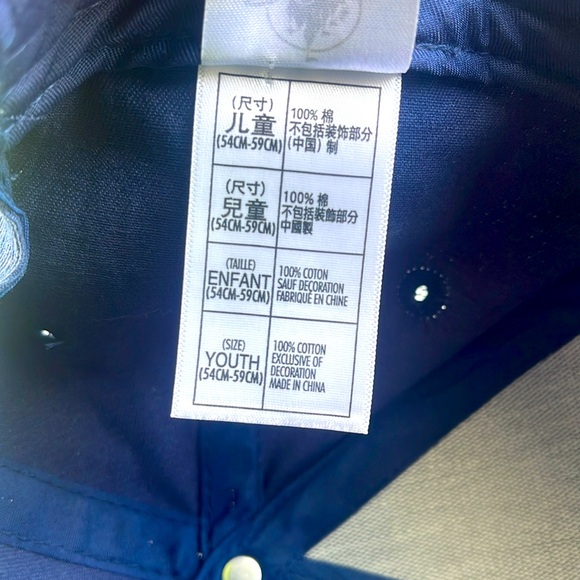 (尺寸)
儿童
(54CM-59CM)
100% 棉
不包括装饰部分
(中国) 制
(尺寸)
兒童
(54CM-59CM)
100% 棉
不包括装飾部分
中國製
(TAILLE)
ENFANT
(54CM-59CM)
100% COTON
SAUF DECORATION
FABRIQUÉ EN CHINE
(SIZE)
YOUTH
(54CM-59CM)
100% COTTON
EXCLUSIVE OF
DECORATION
MADE IN CHINA